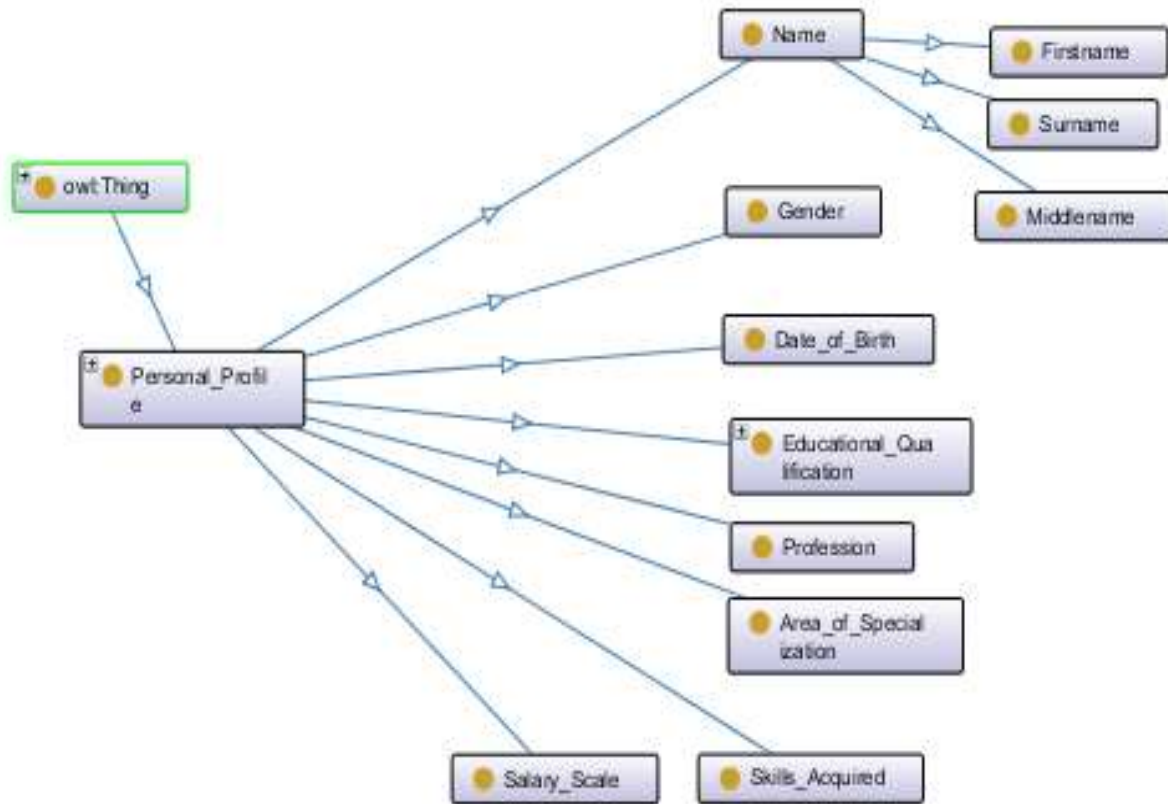 Name
Firstname
Surname
Middlename
owl:Thing
Gender
Date_of_Birth
Personal_Profil
e
Educational_Qua
lification
Profession
Area_of_Special
ization
Salary_Scale
Skills_Acquired